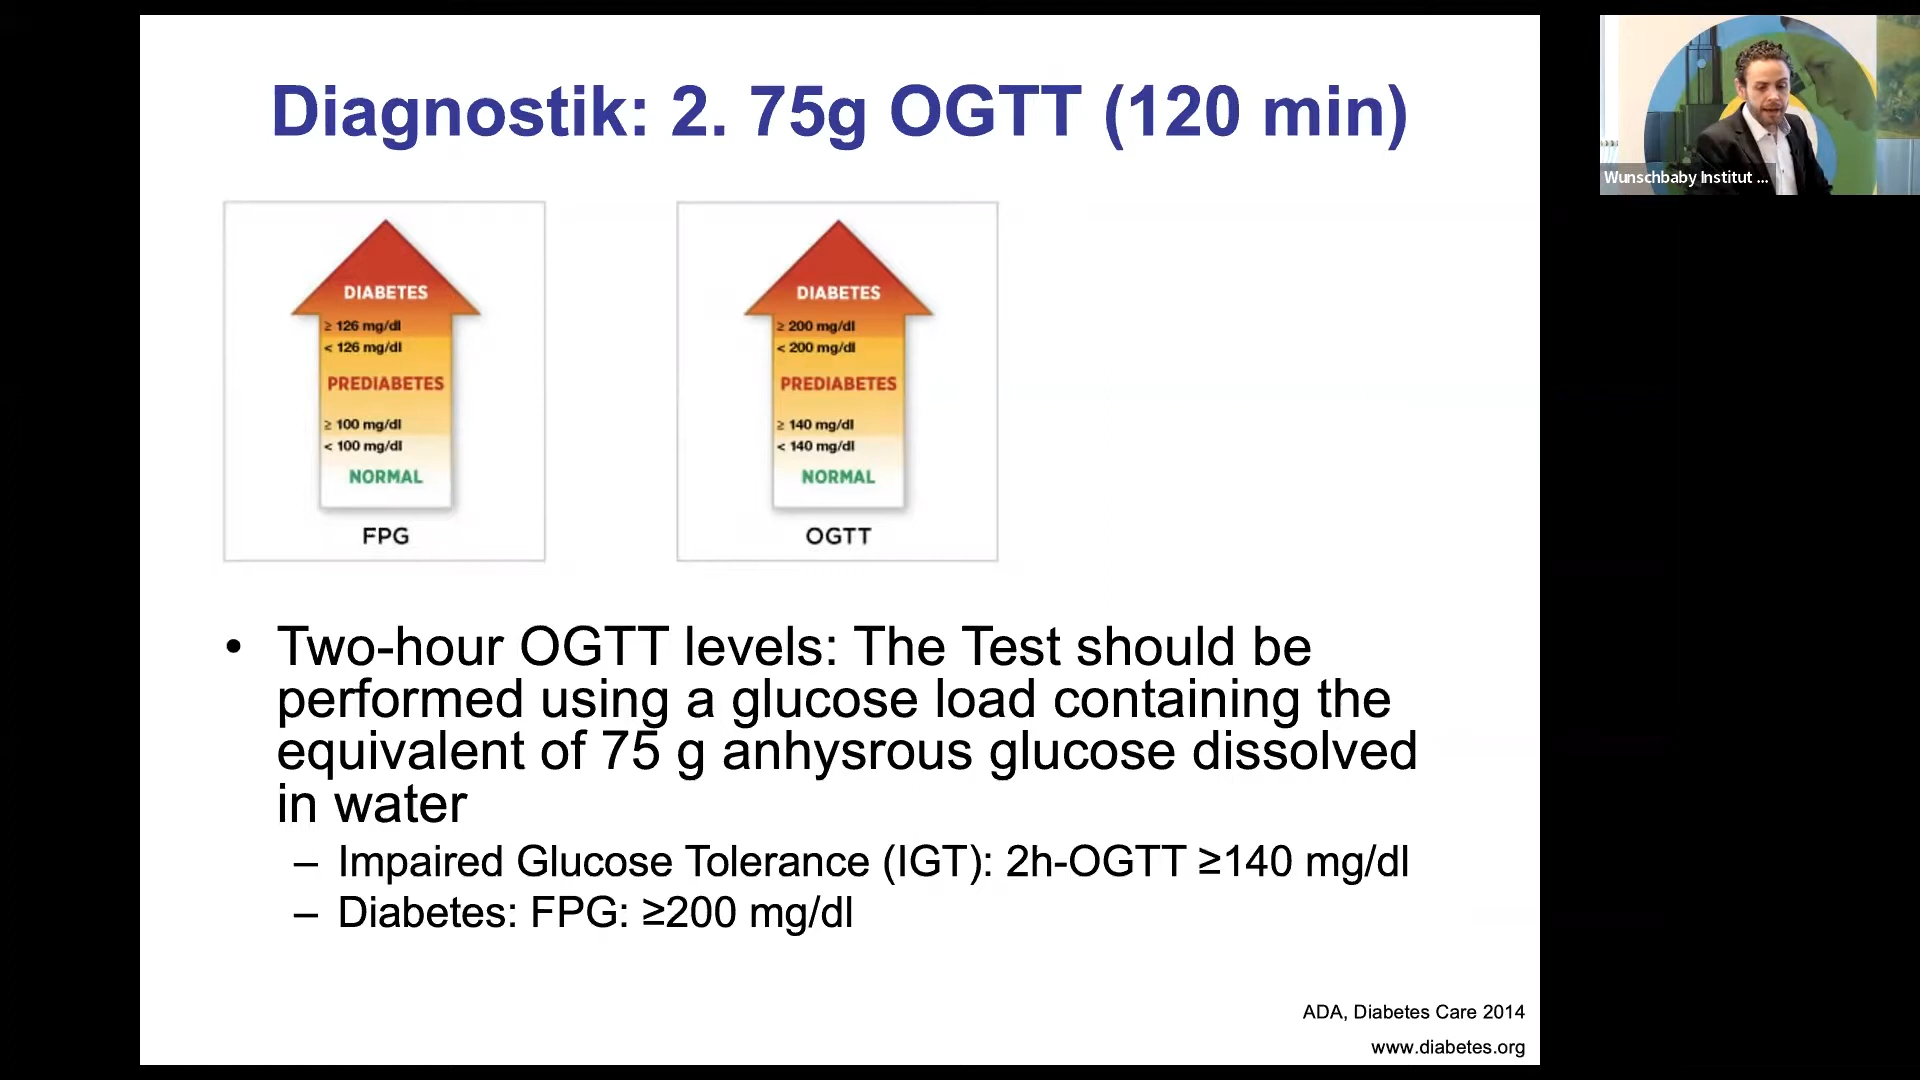 Diagnostik: 2. 75g OGTT (120 min)
Wunschbaby Institut ...
DIABETES
≥ 126 mg/dl
< 126 mg/dl
PREDIABETES
≥ 100 mg/dl
< 100 mg/dl
NORMAL
FPG
DIABETES
≥ 200 mg/dl
< 200 mg/dl
PREDIABETES
≥ 140 mg/dl
< 140 mg/dl
NORMAL
OGTT
• Two-hour OGTT levels: The Test should be
performed using a glucose load containing the
equivalent of 75 g anhysrous glucose dissolved
in water
– Impaired Glucose Tolerance (IGT): 2h-OGTT ≥140 mg/dl
– Diabetes: FPG: ≥200 mg/dl
ADA, Diabetes Care 2014
www.diabetes.org